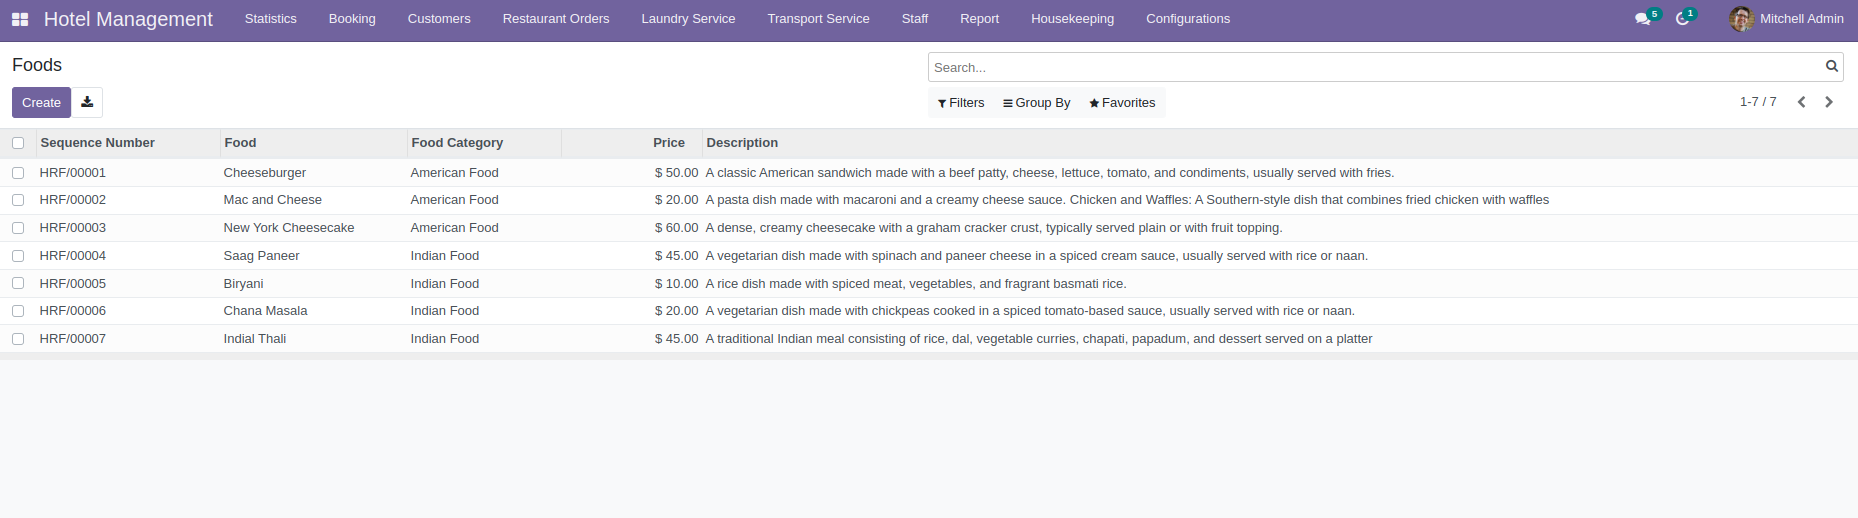 Hotel Management Statistics Booking Customers Restaurant Orders Laundry Service Transport Service Staff Report Housekeeping Configurations 5 1 Mitchell Admin
Foods Search...
Create Filters Group By Favorites 1-7 / 7
Sequence Number Food Food Category Price Description
HRF/00001 Cheeseburger American Food $ 50.00 A classic American sandwich made with a beef patty, cheese, lettuce, tomato, and condiments, usually served with fries.
HRF/00002 Mac and Cheese American Food $ 20.00 A pasta dish made with macaroni and a creamy cheese sauce. Chicken and Waffles: A Southern-style dish that combines fried chicken with waffles
HRF/00003 New York Cheesecake American Food $ 60.00 A dense, creamy cheesecake with a graham cracker crust, typically served plain or with fruit topping.
HRF/00004 Saag Paneer Indian Food $ 45.00 A vegetarian dish made with spinach and paneer cheese in a spiced cream sauce, usually served with rice or naan.
HRF/00005 Biryani Indian Food $ 10.00 A rice dish made with spiced meat, vegetables, and fragrant basmati rice.
HRF/00006 Chana Masala Indian Food $ 20.00 A vegetarian dish made with chickpeas cooked in a spiced tomato-based sauce, usually served with rice or naan.
HRF/00007 Indial Thali Indian Food $ 45.00 A traditional Indian meal consisting of rice, dal, vegetable curries, chapati, papadum, and dessert served on a platter